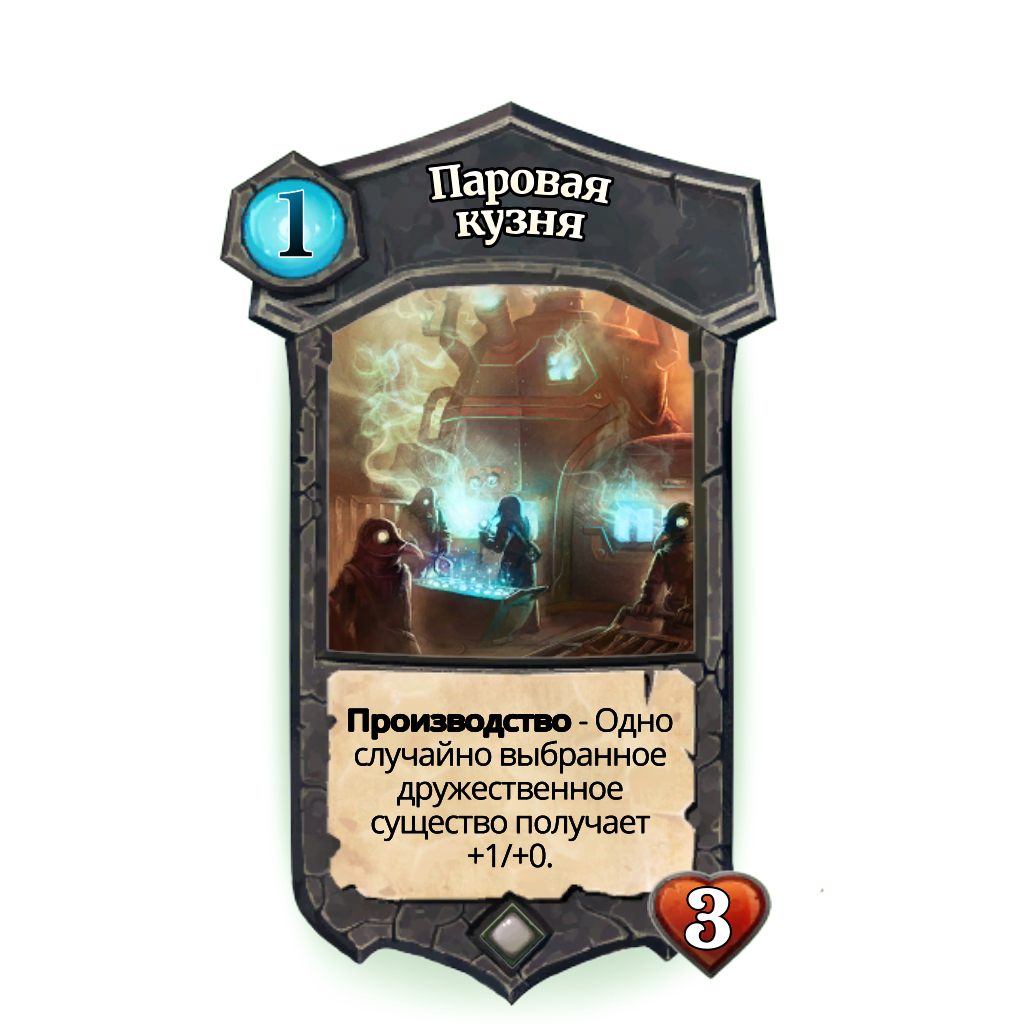 1
Паровая
кузня
Производство - Одно
случайно выбранное
дружественное
существо получает
+1/+0.
3